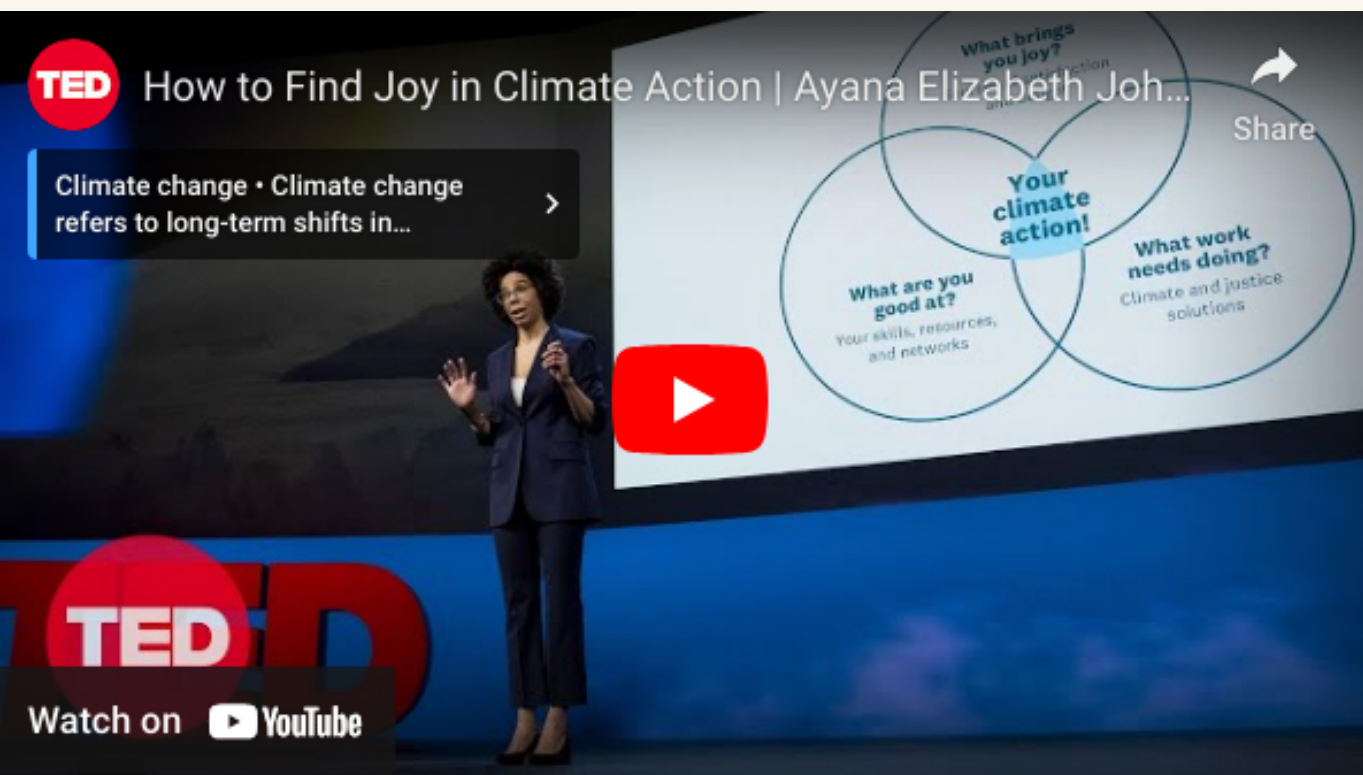 TED
How to Find Joy in Climate Action | Ayana Elizabeth Joh...
Share
Climate change • Climate change
refers to long-term shifts in...
What brings
you joy?
satisfaction
Your
climate
action!
What are you
good at?
Your skills, resources,
and networks
What work
needs doing?
Climate and justice
solutions
TED
TED
Watch on YouTube